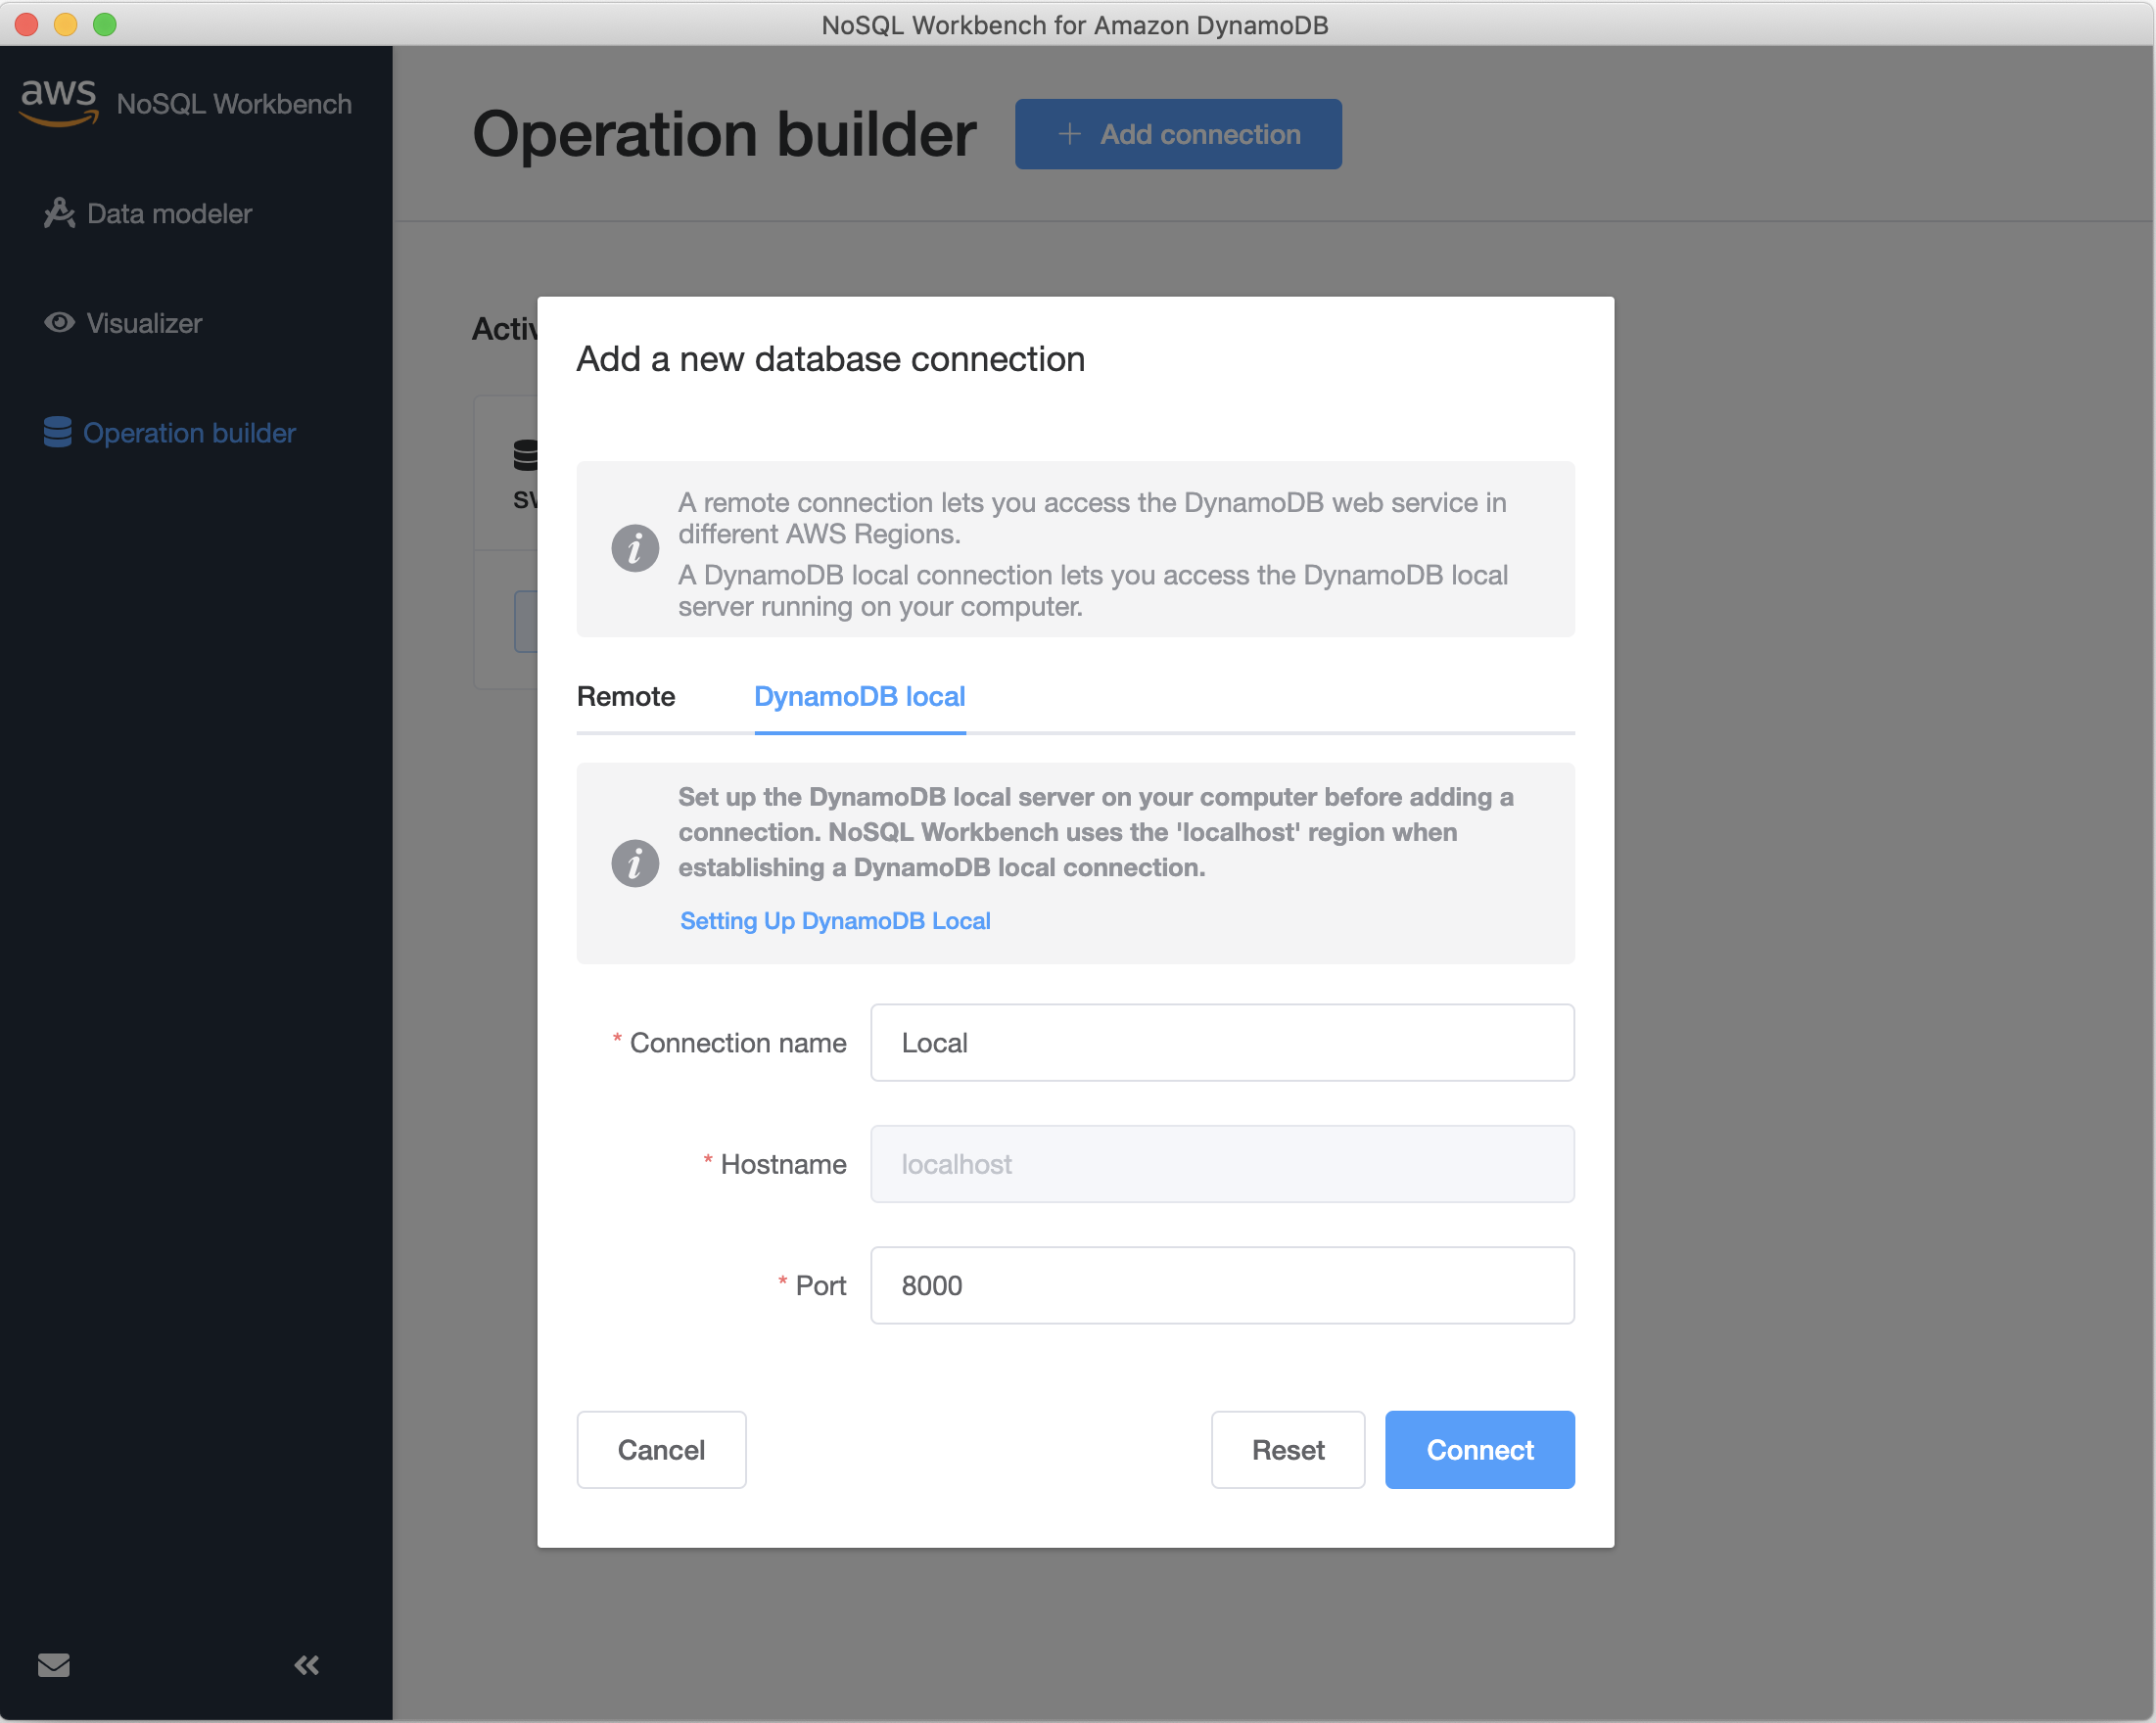 NoSQL Workbench for Amazon DynamoDB
aws NoSQL Workbench
Data modeler
Visualizer
Operation builder
Operation builder
+ Add connection
Add a new database connection
A remote connection lets you access the DynamoDB web service in
different AWS Regions.
A DynamoDB local connection lets you access the DynamoDB local
server running on your computer.
Remote
DynamoDB local
Set up the DynamoDB local server on your computer before adding a
connection. NoSQL Workbench uses the 'localhost' region when
establishing a DynamoDB local connection.
Setting Up DynamoDB Local
* Connection name
Local
* Hostname
localhost
* Port
8000
Cancel
Reset
Connect